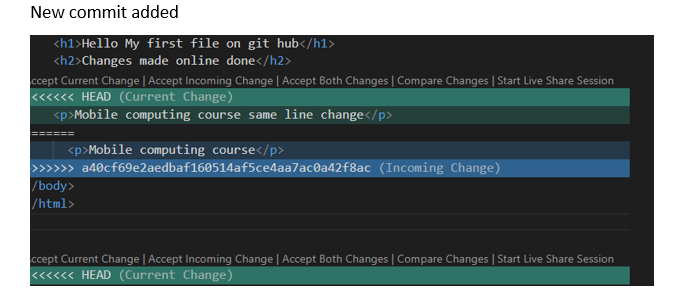 New commit added
<h1>Hello My first file on git hub</h1>
<h2>Changes made online done</h2>
ccept Current Change | Accept Incoming Change | Accept Both Changes | Compare Changes | Start Live Share Session
<<<<<< HEAD (Current Change)
<p>Mobile computing course same line change</p>
======
<p>Mobile computing course</p>
>>>>>> a40cf69e2aedbaf160514af5ce4aa7ac0a42f8ac (Incoming Change)
/body>
/html>
ccept Current Change | Accept Incoming Change | Accept Both Changes | Compare Changes | Start Live Share Session
<<<<<< HEAD (Current Change)